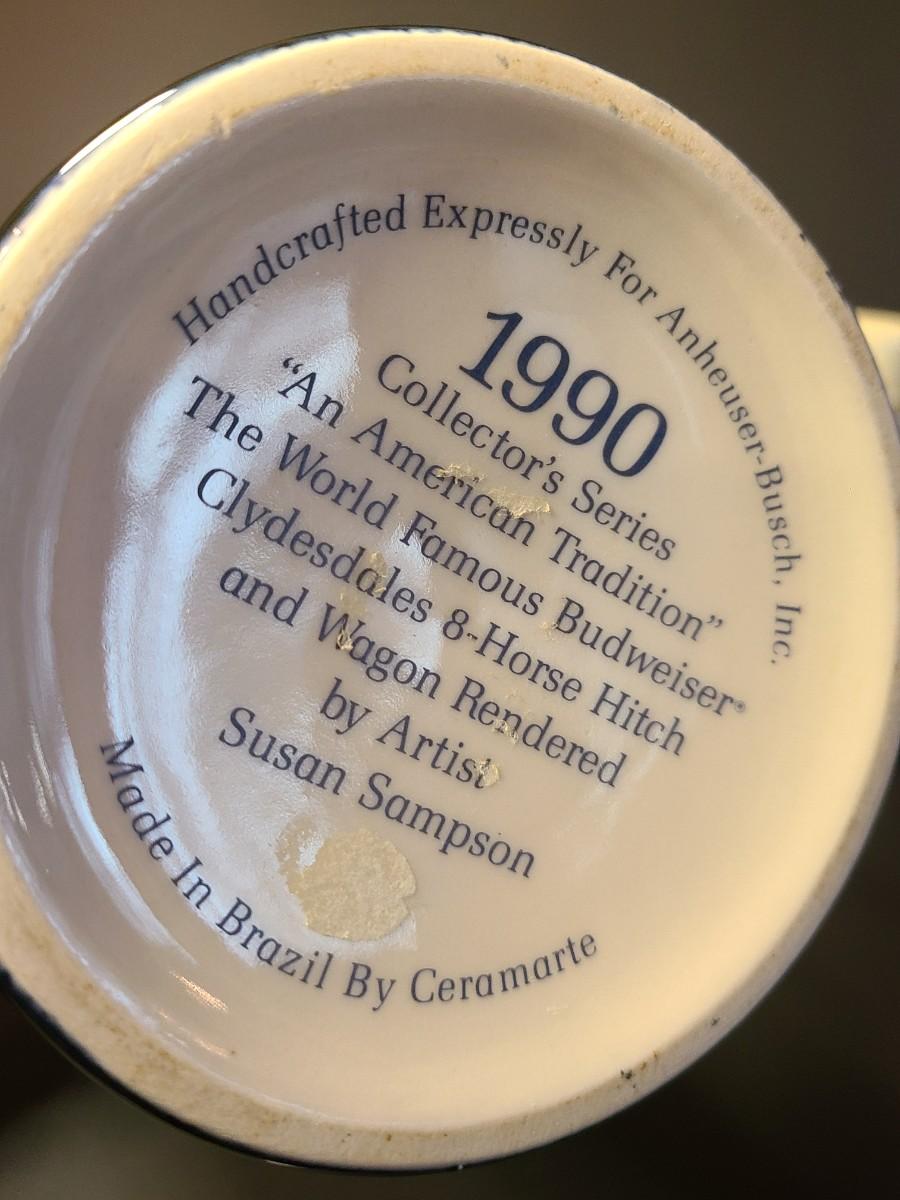 Handcrafted Expressly For Anheuser-Busch, Inc.
1990
Collector's Series
“An American Tradition”
The World Famous Budweiser®
Clydesdales 8-Horse Hitch
and Wagon Rendered
by Artist
Susan Sampson
Made In Brazil By Ceramarte